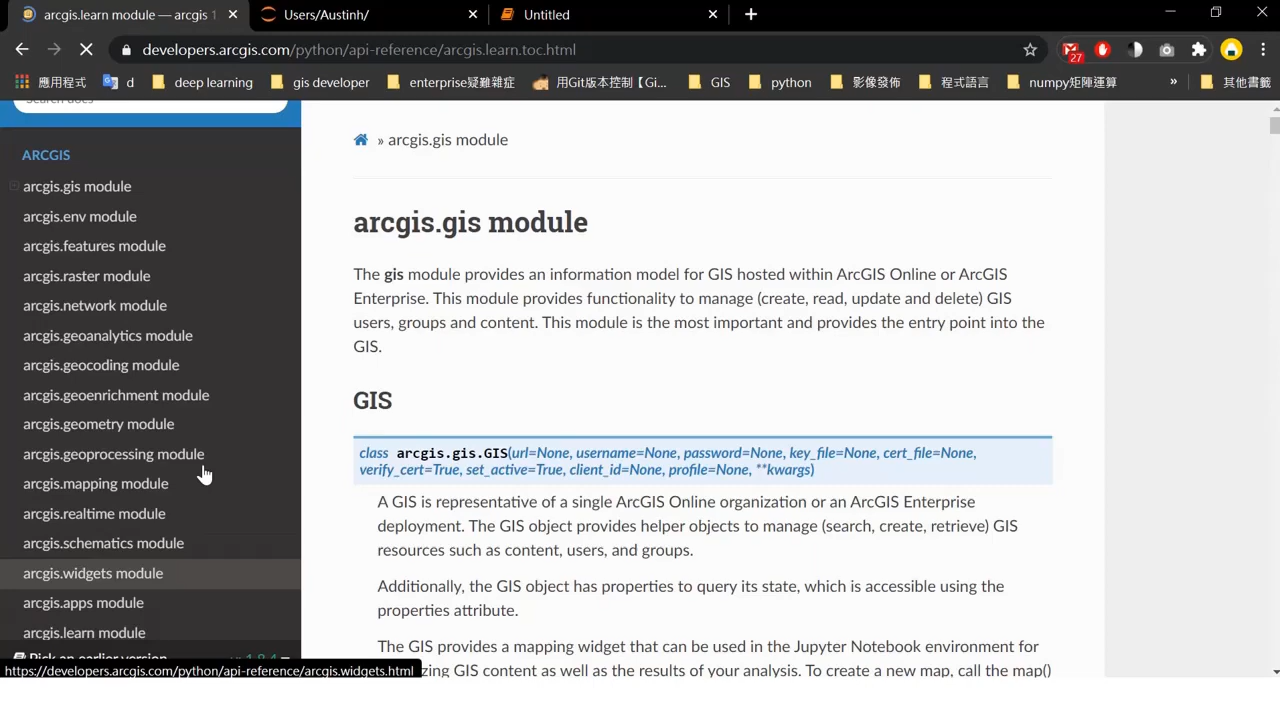 arcgis.learn module — arcgis 1
Users/Austinh/
Untitled
developers.arcgis.com/python/api-reference/arcgis.learn.toc.html
27
應用程式
d
deep learning
gis developer
enterprise疑難雜症
用Git版本控制【Gi...
GIS
python
影像發佈
程式語言
numpy矩陣運算
»
其他書籤
Search docs
ARCGIS
arcgis.gis module
arcgis.env module
arcgis.features module
arcgis.raster module
arcgis.network module
arcgis.geoanalytics module
arcgis.geocoding module
arcgis.geoenrichment module
arcgis.geometry module
arcgis.geoprocessing module
arcgis.mapping module
arcgis.realtime module
arcgis.schematics module
arcgis.widgets module
arcgis.apps module
arcgis.learn module
Pick an earlier version
v 1.8.4
https://developers.arcgis.com/python/api-reference/arcgis.widgets.html
» arcgis.gis module
arcgis.gis module
The gis module provides an information model for GIS hosted within ArcGIS Online or ArcGIS
Enterprise. This module provides functionality to manage (create, read, update and delete) GIS
users, groups and content. This module is the most important and provides the entry point into the
GIS.
GIS
class arcgis.gis.GIS(url=None, username=None, password=None, key_file=None, cert_file=None,
verify_cert=True, set_active=True, client_id=None, profile=None, **kwargs)
A GIS is representative of a single ArcGIS Online organization or an ArcGIS Enterprise
deployment. The GIS object provides helper objects to manage (search, create, retrieve) GIS
resources such as content, users, and groups.
Additionally, the GIS object has properties to query its state, which is accessible using the
properties attribute.
The GIS provides a mapping widget that can be used in the Jupyter Notebook environment for
zing GIS content as well as the results of your analysis. To create a new map, call the map()